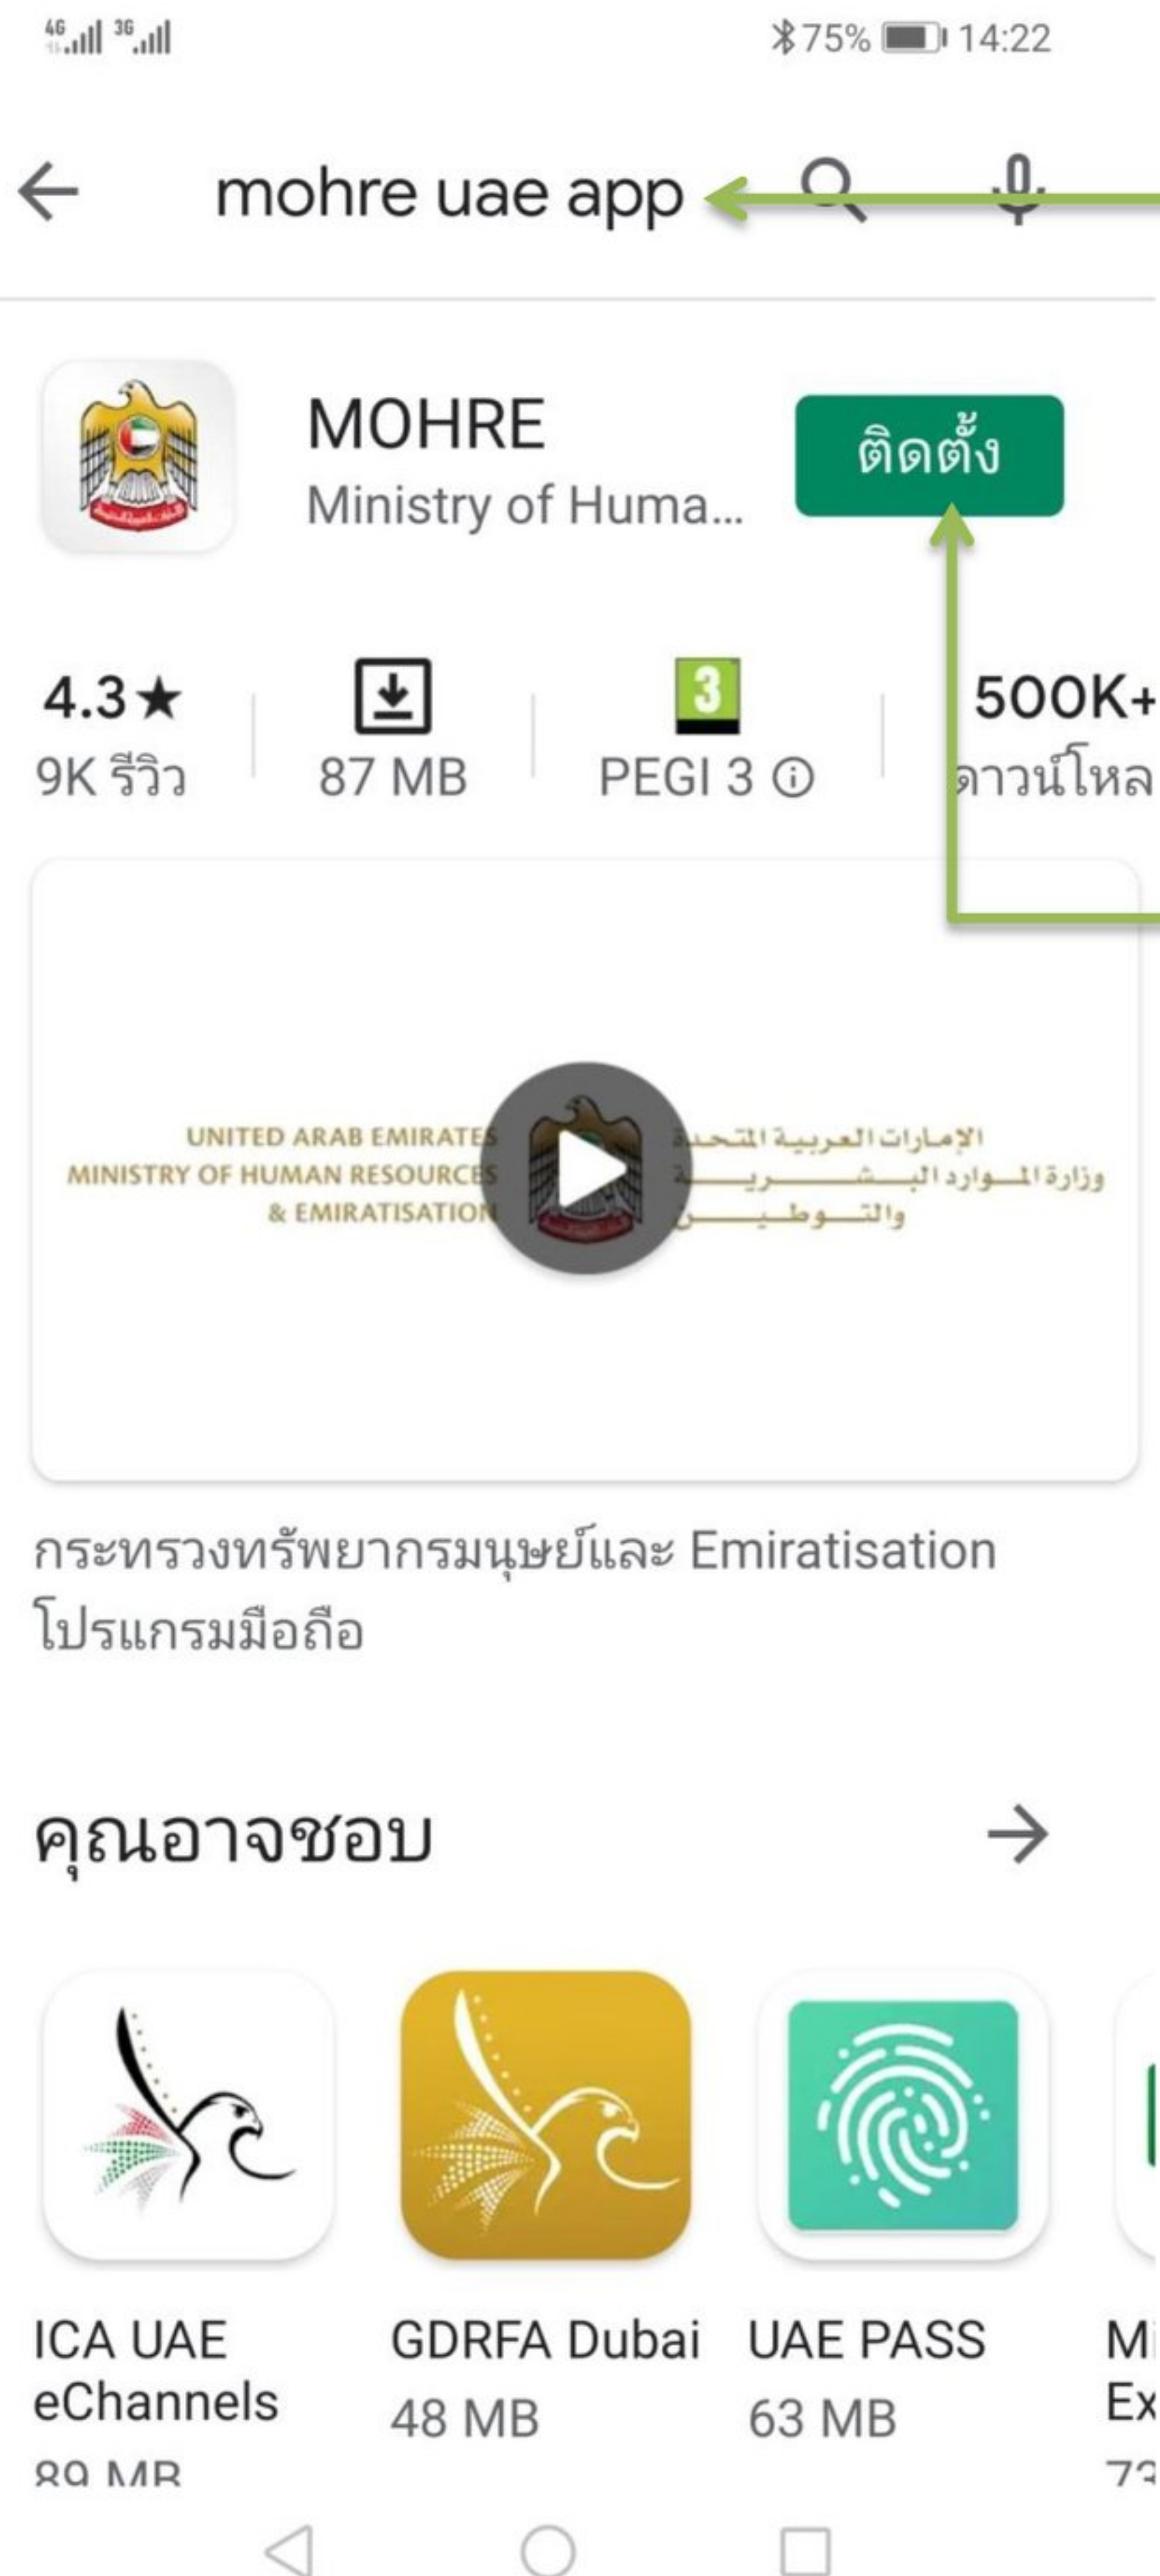 4G 3G 75% 14:22
mohre uae app
MOHRE
Ministry of Huma...
ติดตั้ง
4.3★
9K รีวิว
87 MB
3
PEGI 3
500K+
ดาวน์โหล
UNITED ARAB EMIRATES
MINISTRY OF HUMAN RESOURCES
& EMIRATISATION
الإمارات العربية المتحدة
وزارة الموارد البشرية
والتوطين
กระทรวงทรัพยากรมนุษย์และ Emiratisation
โปรแกรมมือถือ
คุณอาจชอบ
ICA UAE
eChannels
89 MB
GDRFA Dubai
48 MB
UAE PASS
63 MB
Mi
Ex
73